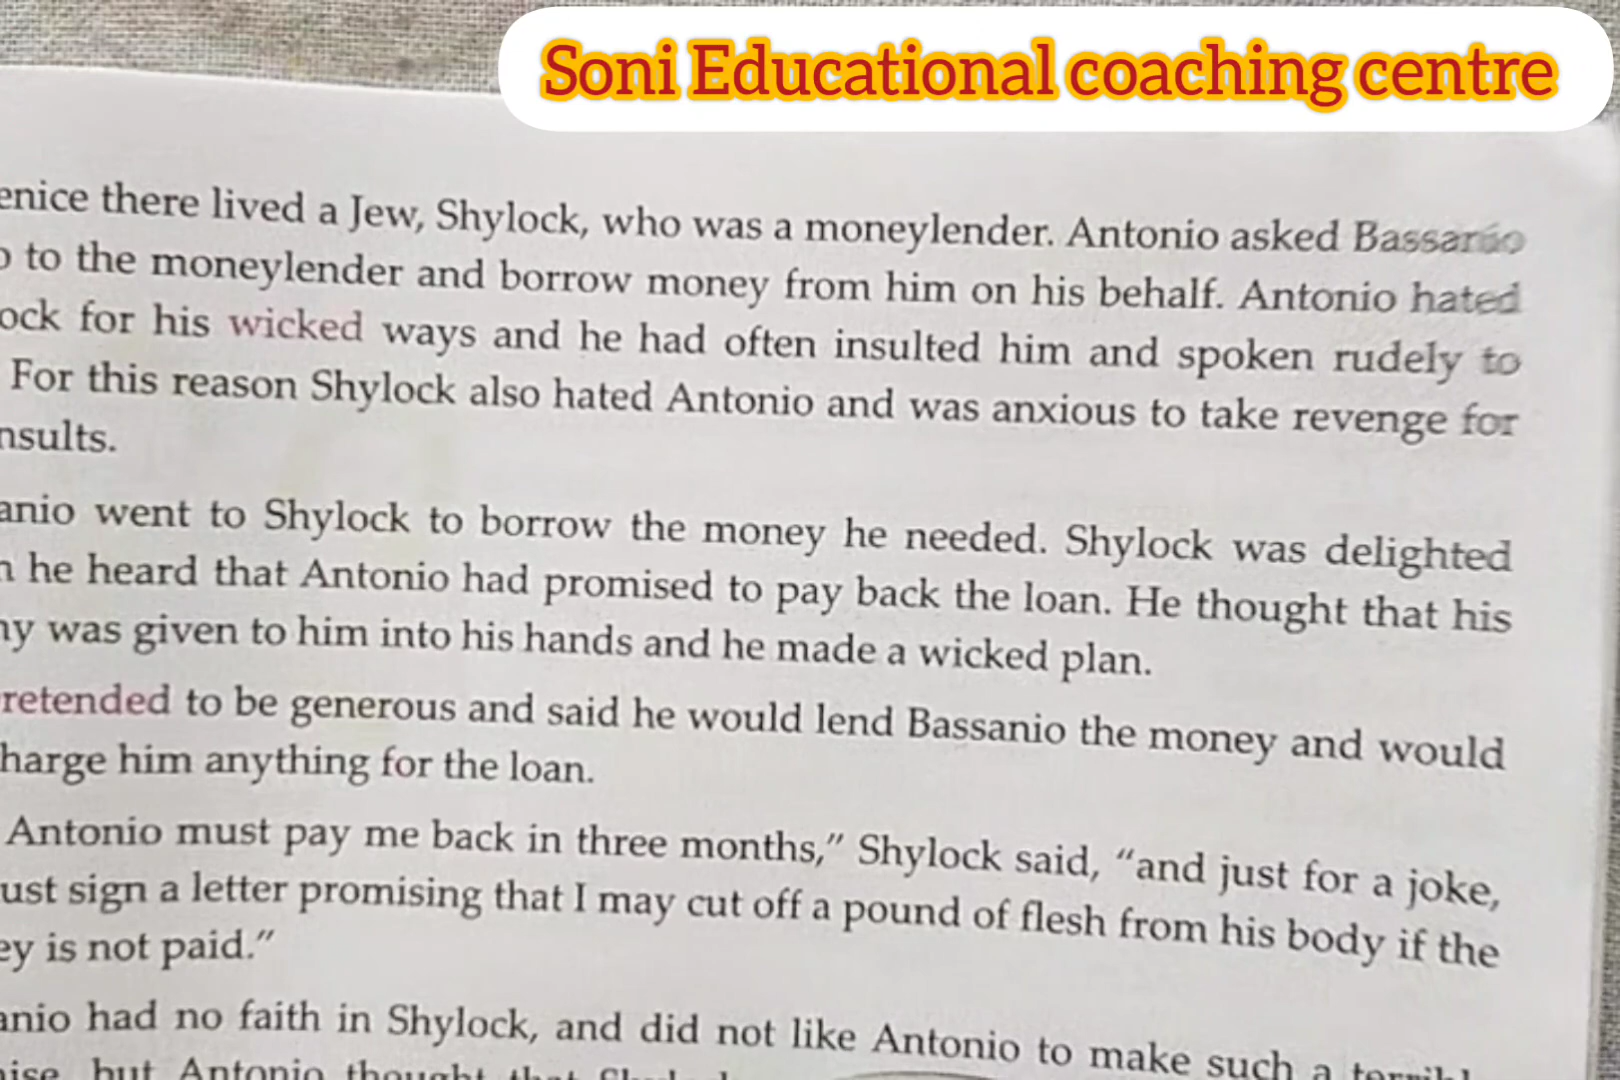 Soni Educational coaching centre
enice there lived a Jew, Shylock, who was a moneylender. Antonio asked Bassanio
o to the moneylender and borrow money from him on his behalf. Antonio hated
ock for his wicked ways and he had often insulted him and spoken rudely to
For this reason Shylock also hated Antonio and was anxious to take revenge for
nsults.
anio went to Shylock to borrow the money he needed. Shylock was delighted
n he heard that Antonio had promised to pay back the loan. He thought that his
ny was given to him into his hands and he made a wicked plan.
retended to be generous and said he would lend Bassanio the money and would
harge him anything for the loan.
Antonio must pay me back in three months,” Shylock said, “and just for a joke,
ust sign a letter promising that I may cut off a pound of flesh from his body if the
ey is not paid.”
anio had no faith in Shylock, and did not like Antonio to make such a
but Antonio thought that